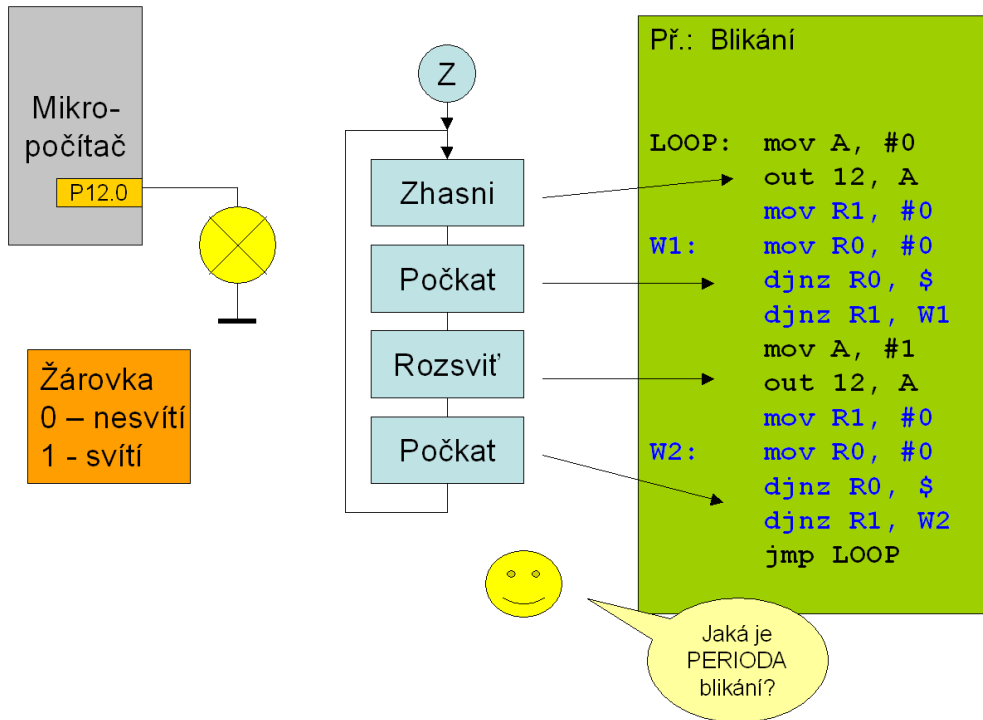 Mikro-
počítač
P12.0
Žárovka
0 – nesvítí
1 - svítí
Z
Zhasni
Počkat
Rozsviť
Počkat
Př.: Blikání
LOOP: mov A, #0
out 12, A
mov R1, #0
W1: mov R0, #0
djnz R0, $
djnz R1, W1
mov A, #1
out 12, A
mov R1, #0
W2: mov R0, #0
djnz R0, $
djnz R1, W2
jmp LOOP
Jaká je
PERIODA
blikání?